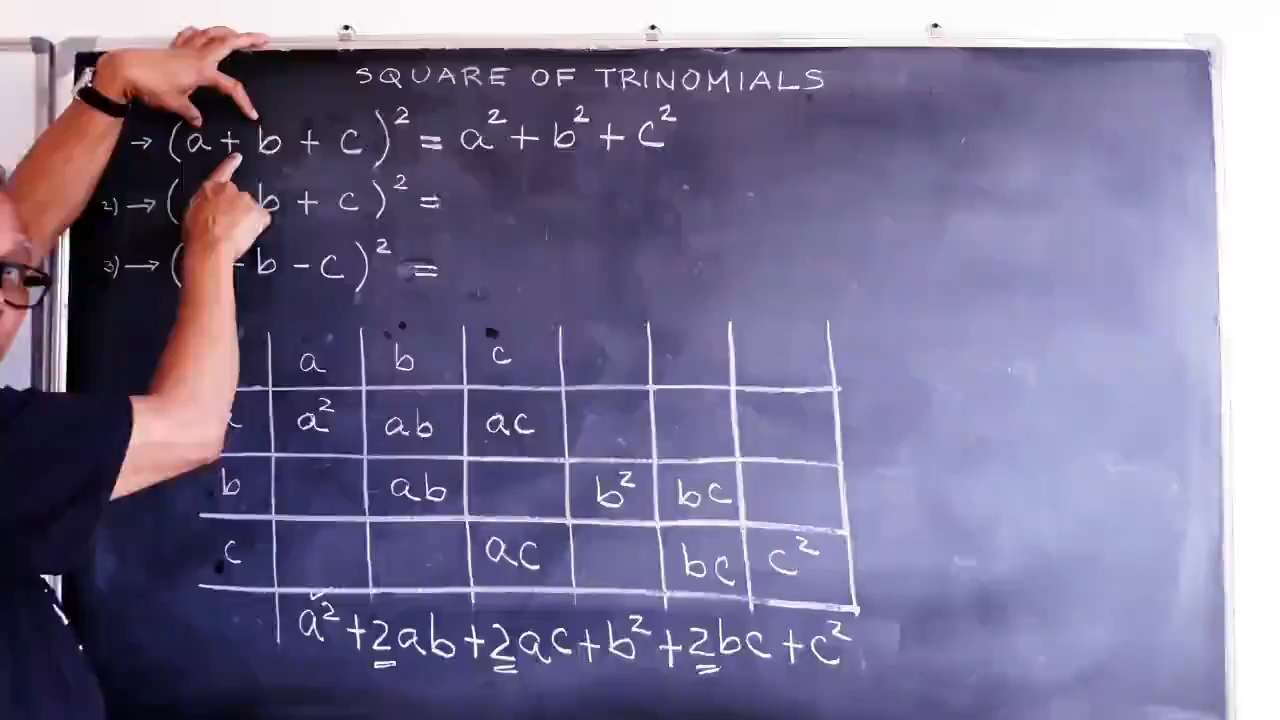 SQUARE OF TRINOMIALS
→ (a + b + c)² = a² + b² + c²
2) → ( b + c)² =
3) → ( - b - c)² =
a b c
a² ab ac
b ab b² bc
c ac bc c²
a² + 2ab + 2ac + b² + 2bc + c²